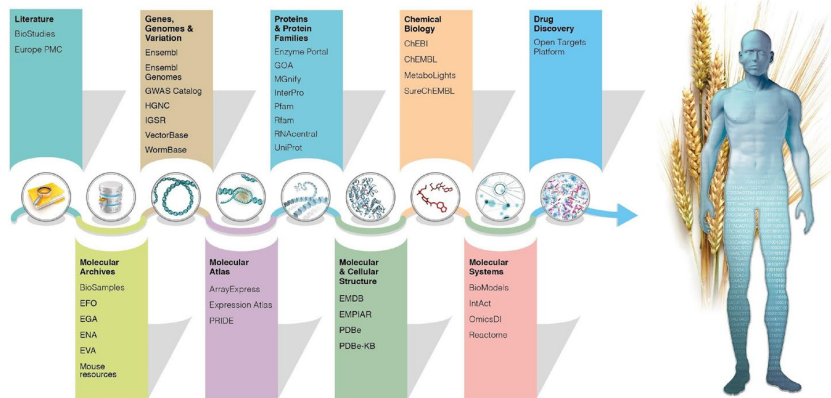 Literature
BioStudies
Europe PMC
Genes,
Genomes &
Variation
Ensembl
Ensembl
Genomes
GWAS Catalog
HGNC
IGSR
VectorBase
WormBase
Proteins
& Protein
Families
Enzyme Portal
GOA
MGnify
InterPro
Pfam
Rfam
RNAcentral
UniProt
Chemical
Biology
ChEBI
ChEMBL
MetaboLights
SureChEMBL
Drug
Discovery
Open Targets
Platform
Molecular
Archives
BioSamples
EFO
EGA
ENA
EVA
Mouse
resources
Molecular
Atlas
ArrayExpress
Expression Atlas
PRIDE
Molecular
& Cellular
Structure
EMDB
EMPIAR
PDBe
PDBe-KB
Molecular
Systems
BioModels
IntAct
OmicsDI
Reactome